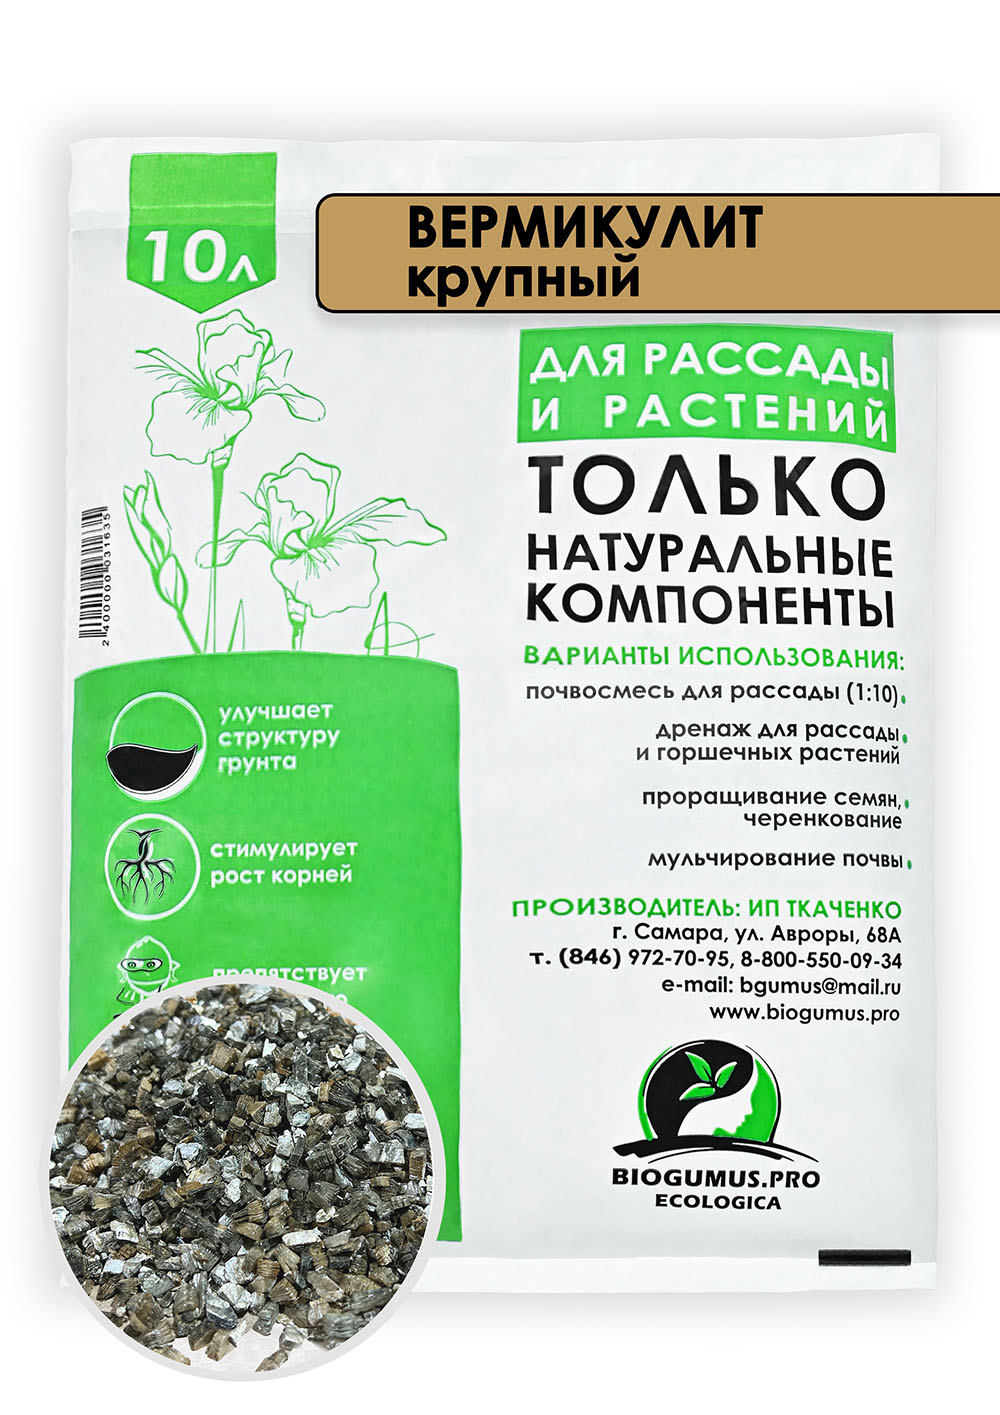 10л
ВЕРМИКУЛИТ
крупный
ДЛЯ РАССАДЫ
И РАСТЕНИЙ
ТОЛЬКО
НАТУРАЛЬНЫЕ
КОМПОНЕНТЫ
ВАРИАНТЫ ИСПОЛЬЗОВАНИЯ:
почвосмесь для рассады (1:10)
дренаж для рассады
и горшечных растений
проращивание семян,
черенкование
мульчирование почвы
2 400000 031635
улучшает
структуру
грунта
стимулирует
рост корней
препятствует
ПРОИЗВОДИТЕЛЬ: ИП ТКАЧЕНКО
г. Самара, ул. Авроры, 68А
т. (846) 972-70-95, 8-800-550-09-34
e-mail: bgumus@mail.ru
www.biogumus.pro
BIOGUMUS.PRO
ECOLOGICA